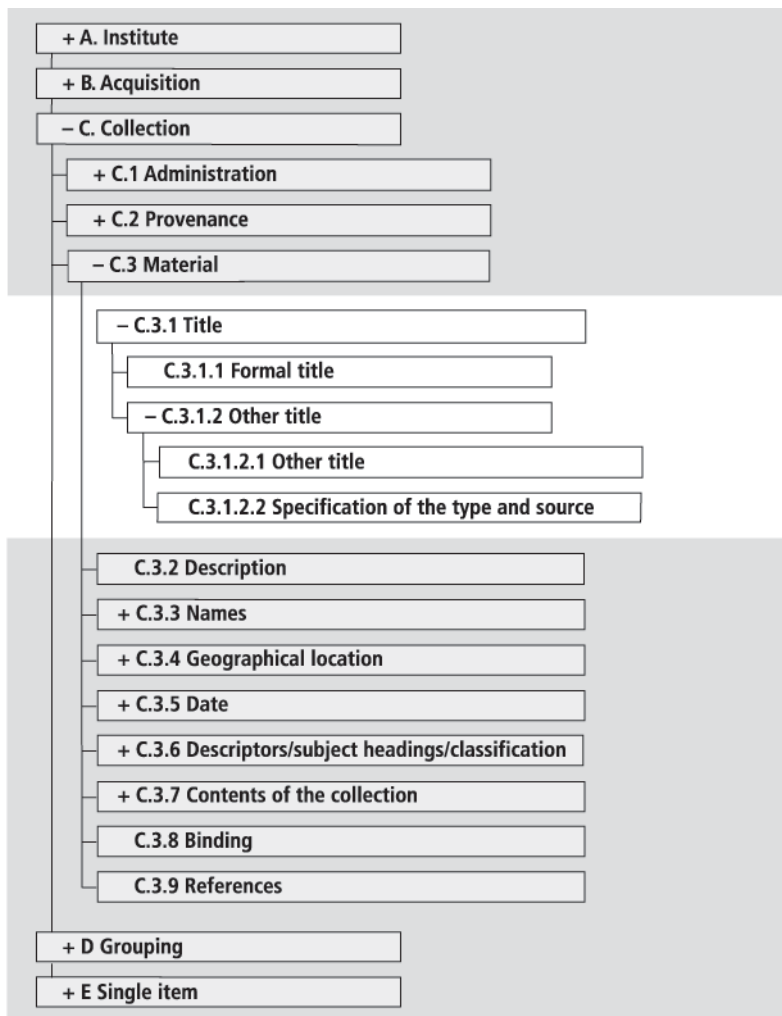 + A. Institute
+ B. Acquisition
– C. Collection
+ C.1 Administration
+ C.2 Provenance
– C.3 Material
– C.3.1 Title
C.3.1.1 Formal title
– C.3.1.2 Other title
C.3.1.2.1 Other title
C.3.1.2.2 Specification of the type and source
C.3.2 Description
+ C.3.3 Names
+ C.3.4 Geographical location
+ C.3.5 Date
+ C.3.6 Descriptors/subject headings/classification
+ C.3.7 Contents of the collection
C.3.8 Binding
C.3.9 References
+ D Grouping
+ E Single item